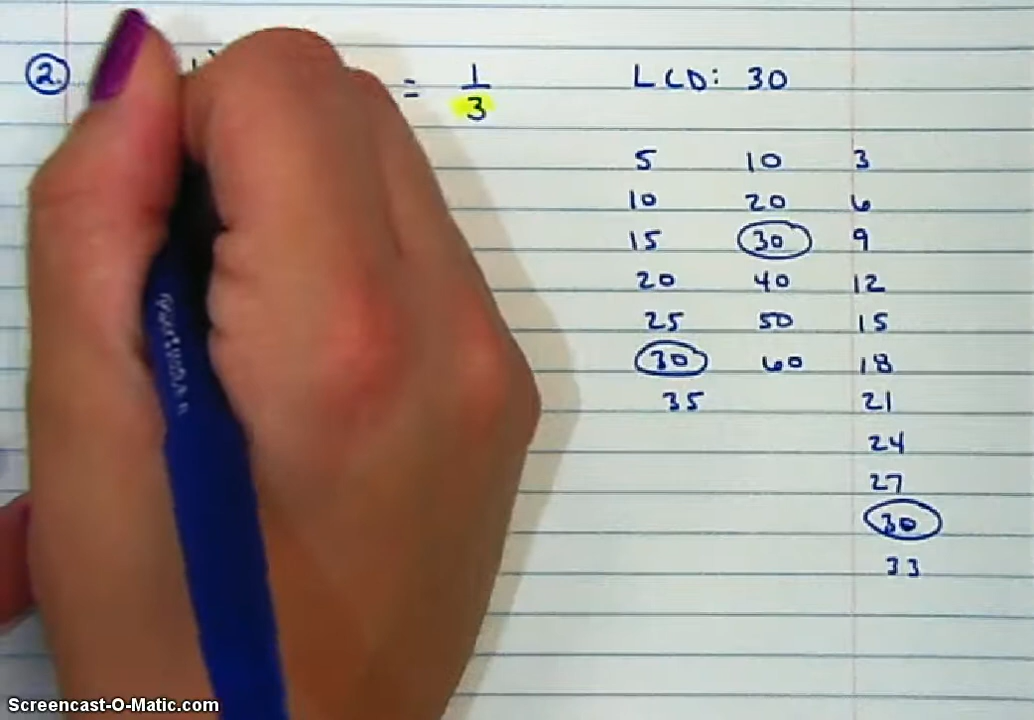 2. = 1/3 LCD: 30
5 10 3
10 20 6
15 30 9
20 40 12
25 50 15
30 60 18
35 21
24
27
30
33
Screencast-O-Matic.com